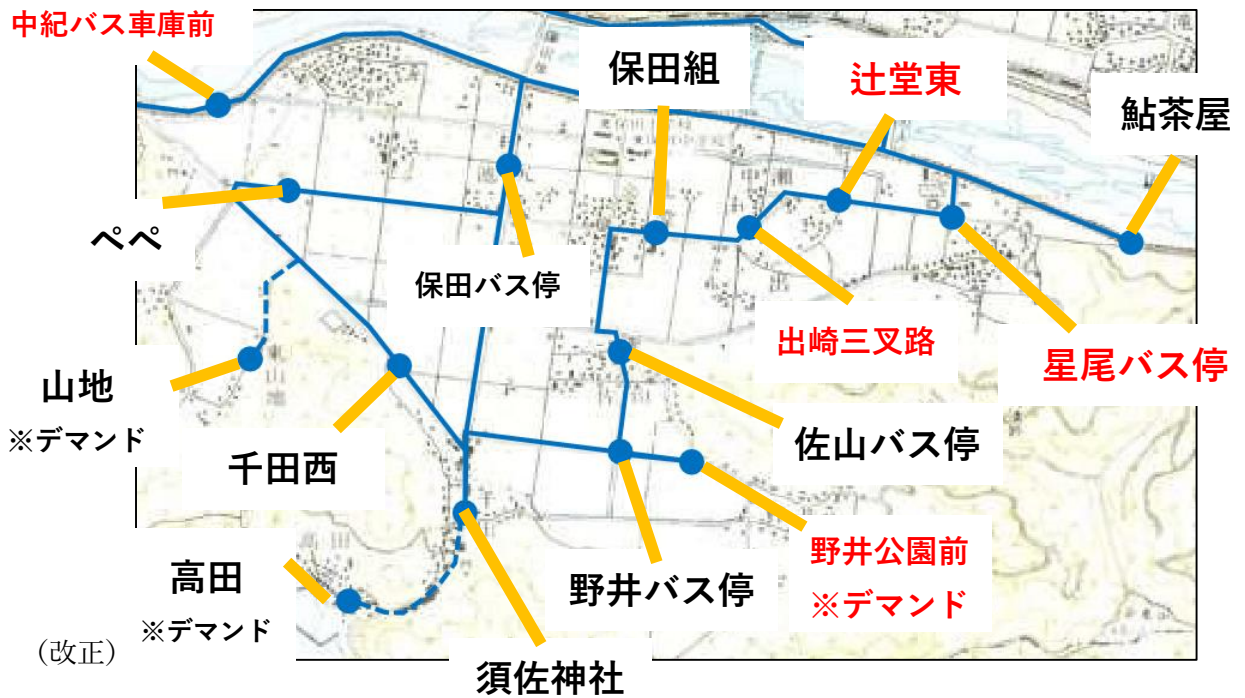 中紀バス車庫前
保田組
辻堂東
鮎茶屋
ペペ
保田バス停
出崎三叉路
星尾バス停
山地
※デマンド
千田西
佐山バス停
高田
※デマンド
野井バス停
野井公園前
※デマンド
(改正)
須佐神社